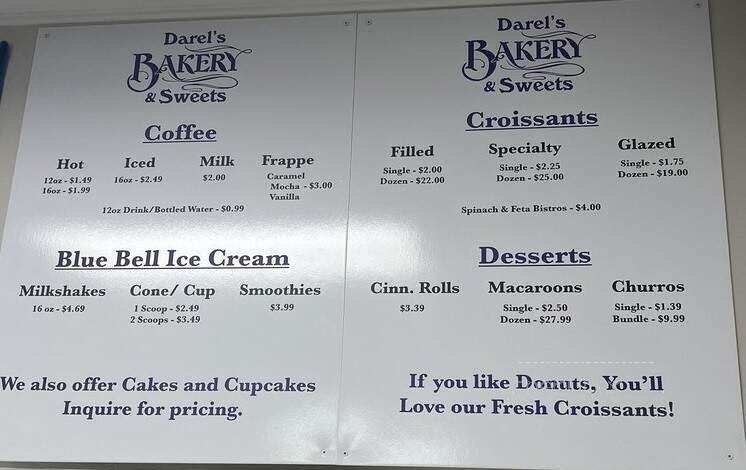 Darel's
BAKERY
& Sweets
Coffee
Hot
12oz - $1.49
16oz - $1.99
Iced
16oz - $2.49
Milk
$2.00
Frappe
Caramel
Mocha - $3.00
Vanilla
12oz Drink/Bottled Water - $0.99
Blue Bell Ice Cream
Milkshakes
16 oz - $4.69
Cone/ Cup
1 Scoop - $2.49
2 Scoops - $3.49
Smoothies
$3.99
We also offer Cakes and Cupcakes
Inquire for pricing.
Darel's
BAKERY
& Sweets
Croissants
Filled
Single - $2.00
Dozen - $22.00
Specialty
Single - $2.25
Dozen - $25.00
Glazed
Single - $1.75
Dozen - $19.00
Spinach & Feta Bistros - $4.00
Desserts
Cinn. Rolls
$3.39
Macaroons
Single - $2.50
Dozen - $27.99
Churros
Single - $1.39
Bundle - $9.99
If you like Donuts, You'll
Love our Fresh Croissants!